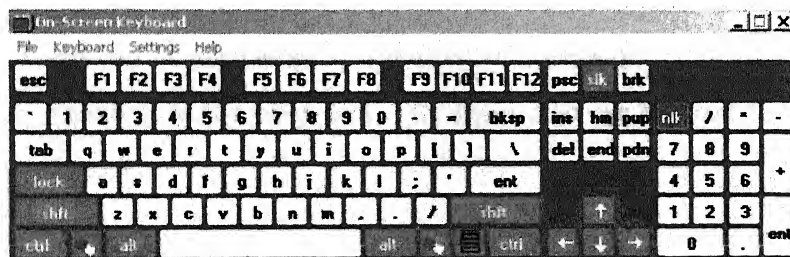 On-Screen Keyboard
File Keyboard Settings Help
esc F1 F2 F3 F4 F5 F6 F7 F8 F9 F10 F11 F12 psc slk brk
` 1 2 3 4 5 6 7 8 9 0 - = bksp ins hm pup nlk / * -
tab q w e r t y u i o p [ ] \ del end pdn 7 8 9 +
lock a s d f g h j k l ; ' ent 4 5 6
shft z x c v b n m , . / shft ↑ 1 2 3 ent
ctrl alt alt ctrl ← ↓ → 0 .